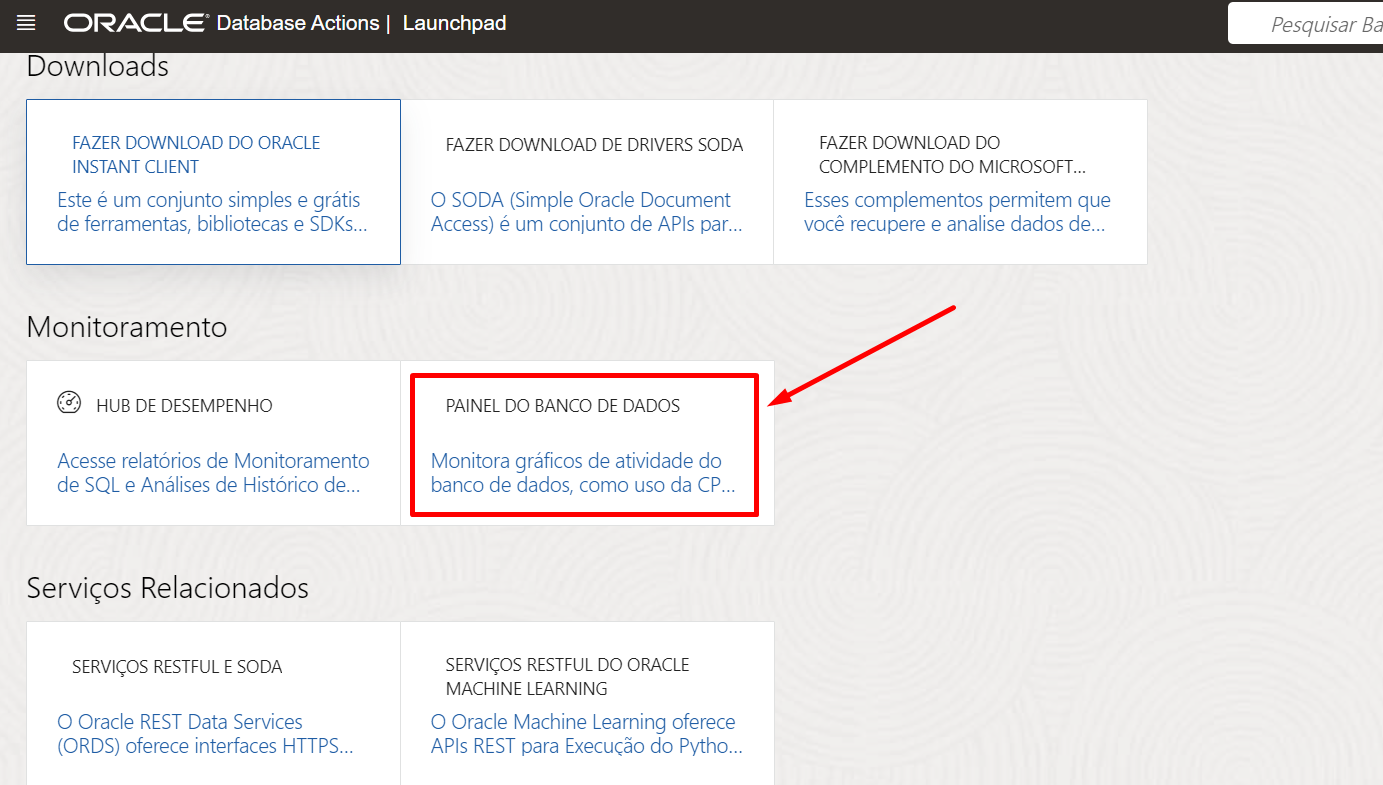 ORACLE Database Actions | Launchpad
Pesquisar Ba
Downloads
FAZER DOWNLOAD DO ORACLE
INSTANT CLIENT
Este é um conjunto simples e grátis
de ferramentas, bibliotecas e SDKs...
FAZER DOWNLOAD DE DRIVERS SODA
O SODA (Simple Oracle Document
Access) é um conjunto de APIs par...
FAZER DOWNLOAD DO
COMPLEMENTO DO MICROSOFT...
Esses complementos permitem que
você recupere e analise dados de...
Monitoramento
HUB DE DESEMPENHO
Acesse relatórios de Monitoramento
de SQL e Análises de Histórico de...
PAINEL DO BANCO DE DADOS
Monitora gráficos de atividade do
banco de dados, como uso da CP...
Serviços Relacionados
SERVIÇOS RESTFUL E SODA
O Oracle REST Data Services
(ORDS) oferece interfaces HTTPS...
SERVIÇOS RESTFUL DO ORACLE
MACHINE LEARNING
O Oracle Machine Learning oferece
APIs REST para Execução do Pytho...